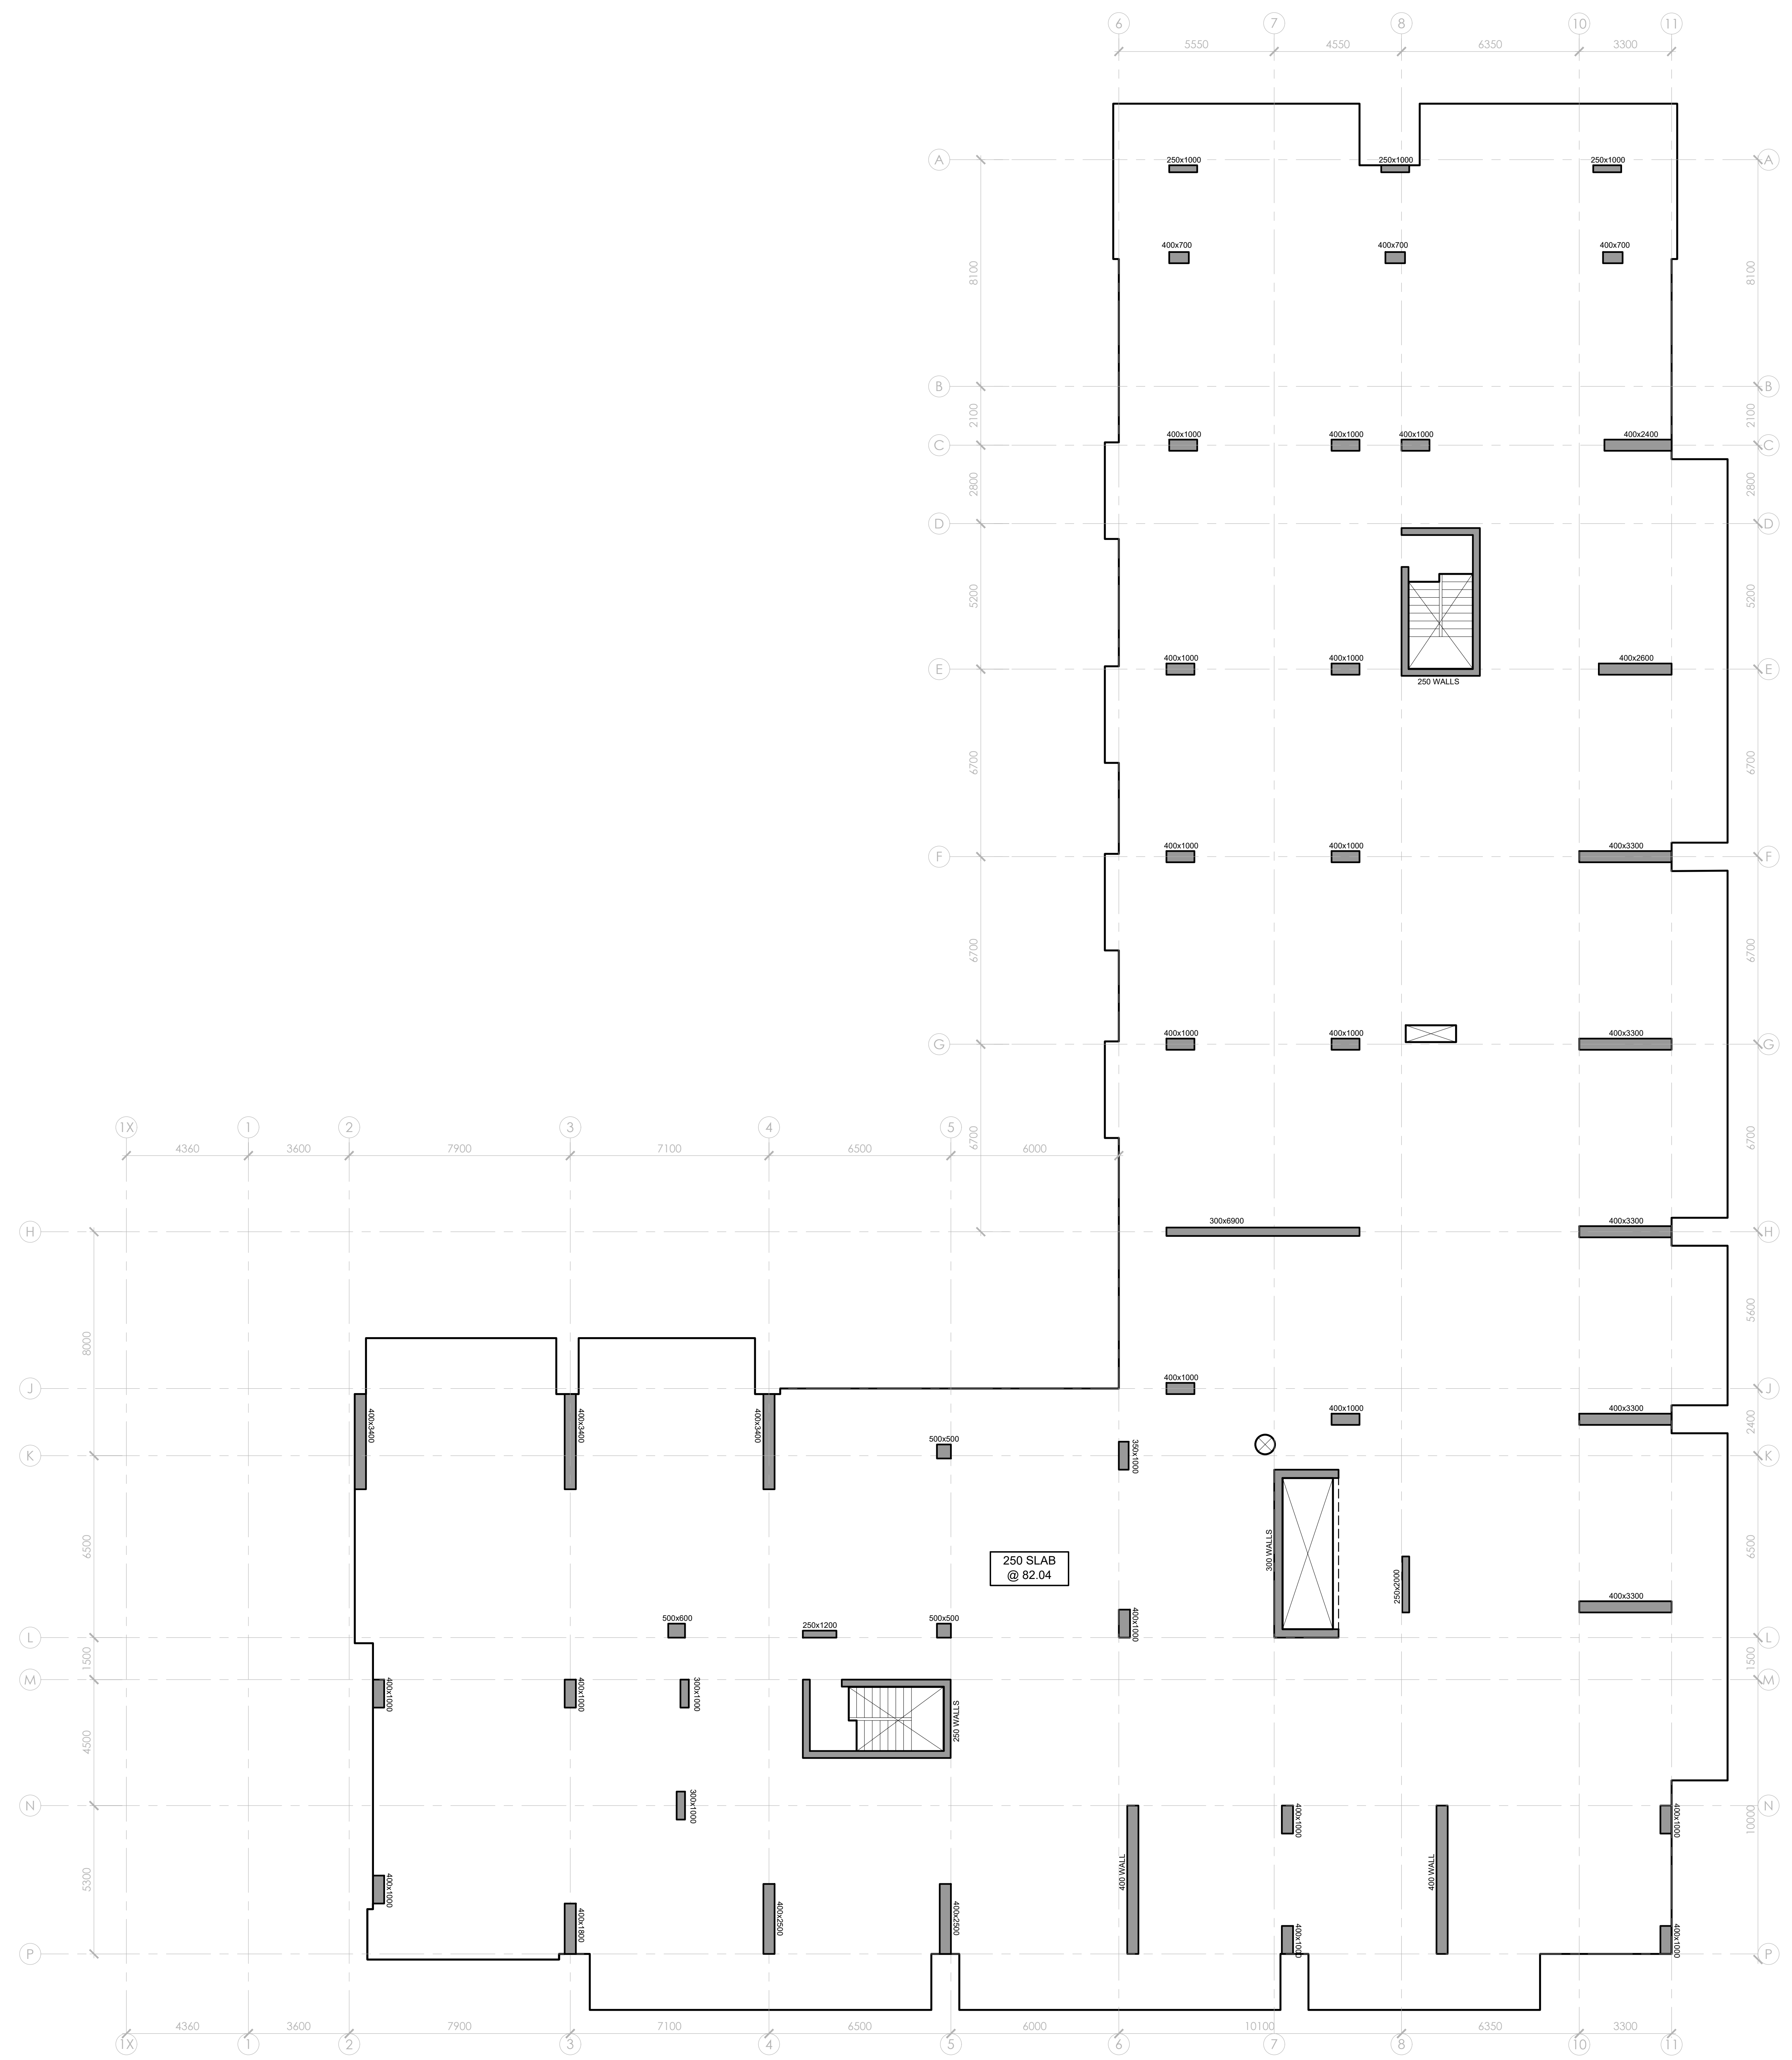 6 7 8 10 11
5550 4550 6350 3300
A 250x1000 250x1000 250x1000 A
400x700 400x700 400x700
8100 8100
B B
2100 2100
C 400x1000 400x1000 400x1000 400x2400 C
2800 2800
D D
5200 5200
E 400x1000 400x1000 400x2600 E
250 WALLS
6700 6700
F 400x1000 400x1000 400x3300 F
6700 6700
G 400x1000 400x1000 400x3300 G
1X 1 2 3 4 5
6700 6700
4360 3600 7900 7100 6500 6000
H 300x6900 400x3300 H
8000 5600
J 400x1000 J
400x3400 400x3400 400x3400 400x1000 400x3300 2400
K 500x500 350x1000 K
6500 300 WALLS 6500
250 SLAB
@ 82.04
250x2000
400x3300
500x600 250x1200 500x500 400x1000
L L
1500 1500
M 400x1000 400x1000 300x1000 M
250 WALLS
4500
N 300x1000 400x1000 400x1000 N
10000
5300 400x1000 400 WALL 400 WALL
400x1800 400x2500 400x2500 400x1000 400x1000
P P
4360 3600 7900 7100 6500 6000 10100 6350 3300
1X 1 2 3 4 5 6 7 8 10 11